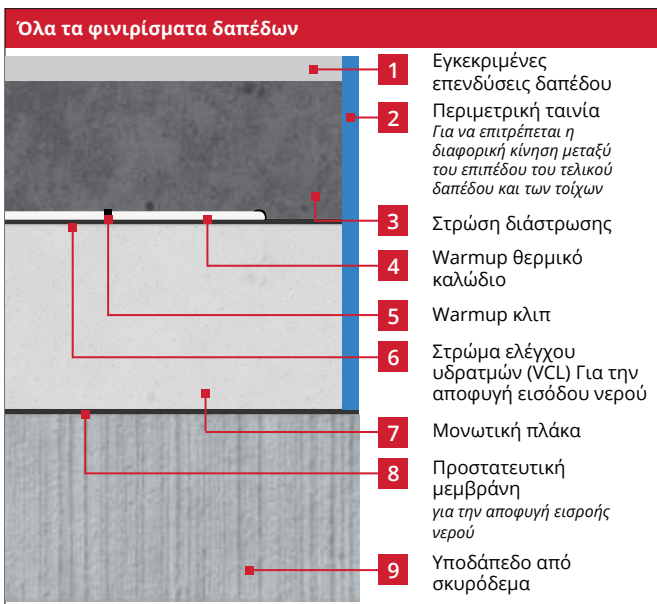 Όλα τα φινιρίσματα δαπέδων
1
Εγκεκριμένες
επενδύσεις δαπέδου
2
Περιμετρική ταινία
Για να επιτρέπεται η
διαφορική κίνηση μεταξύ
του επιπέδου του τελικού
δαπέδου και των τοίχων
3
Στρώση διάστρωσης
4
Warmup θερμικό
καλώδιο
5
Warmup κλιπ
6
Στρώμα ελέγχου
υδρατμών (VCL) Για την
αποφυγή εισόδου νερού
7
Μονωτική πλάκα
8
Προστατευτική
μεμβράνη
για την αποφυγή εισροής
νερού
9
Υποδάπεδο από
σκυρόδεμα